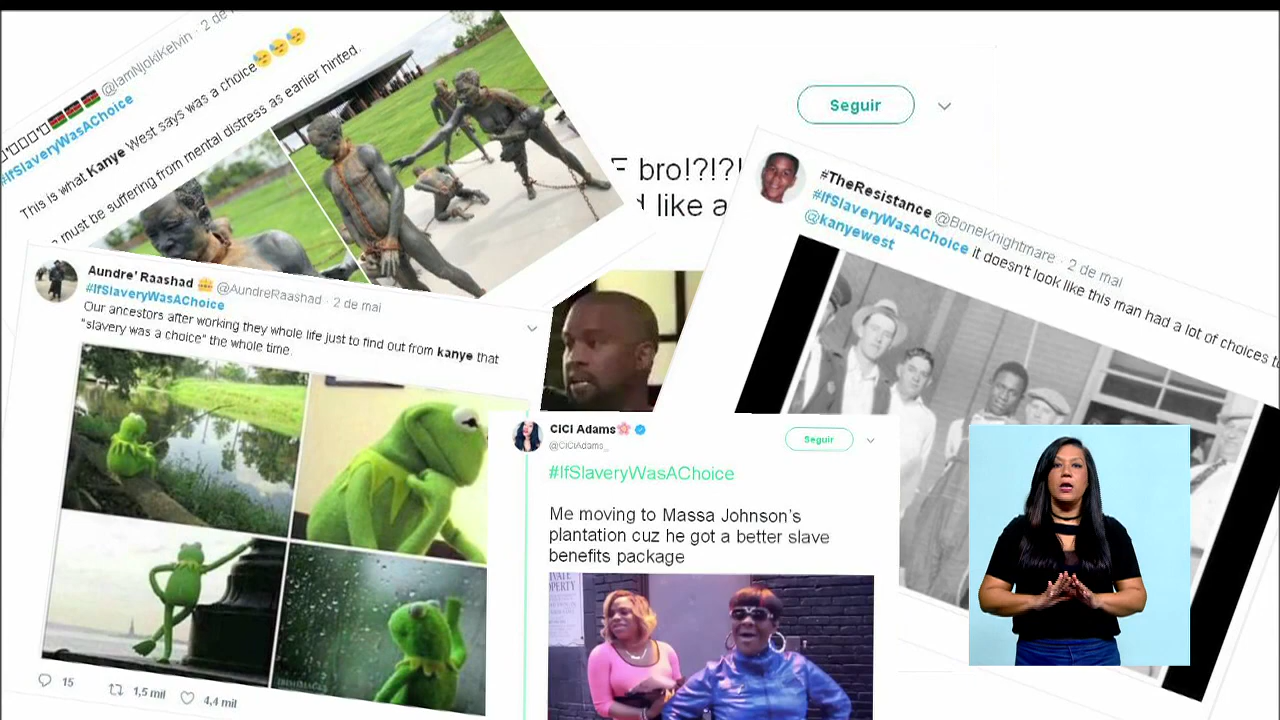 @IamNjokiKelvin · 2 de
#IfSlaveryWasAChoice
This is what Kanye West says was a choice
must be suffering from mental distress as earlier hinted.
Seguir
bro!?!?!
like a
#TheResistance @BoneKnightmare · 2 de mai
#IfSlaveryWasAChoice it doesn't look like this man had a lot of choices
@kanyewest
Aundre' Raashad @AundreRaashad · 2 de mai
#IfSlaveryWasAChoice
Our ancestors after working they whole life just to find out from kanye that
"slavery was a choice" the whole time.
15 1,5 mil 4,4 mil
CICI Adams
@CiCiAdams_
Seguir
#IfSlaveryWasAChoice
Me moving to Massa Johnson's
plantation cuz he got a better slave
benefits package